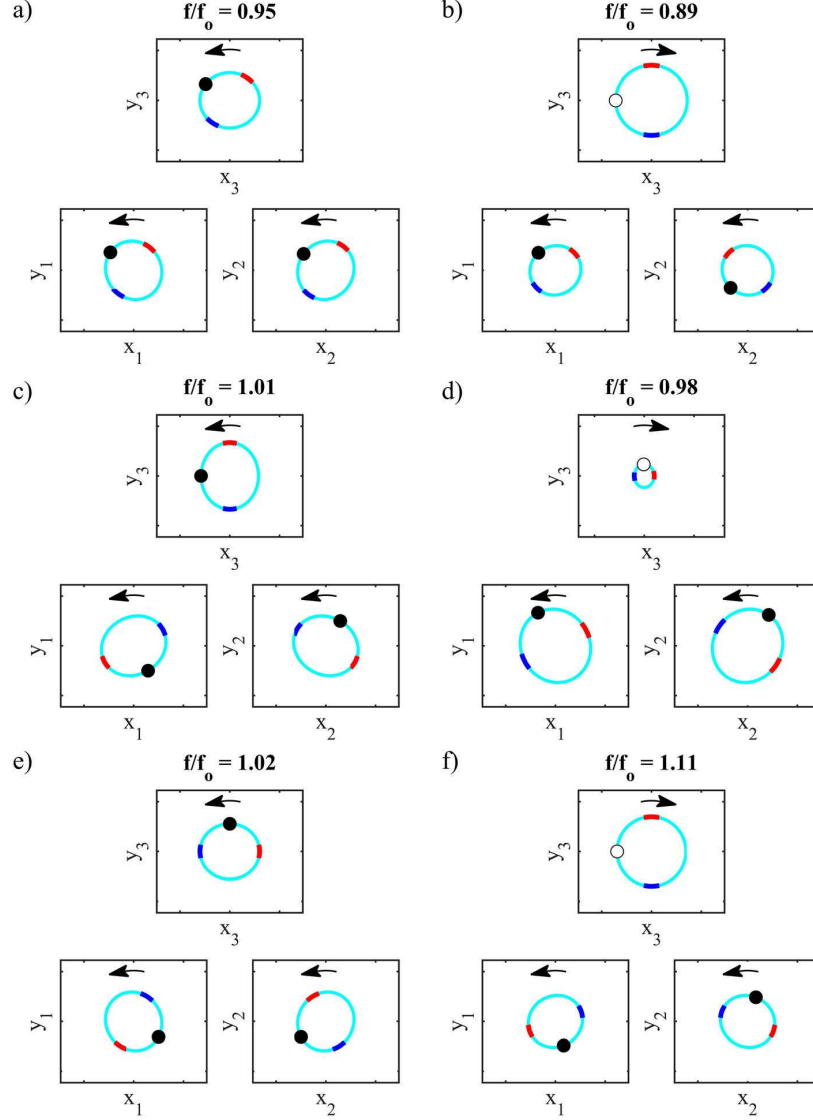 a)
f/fₒ = 0.95
y₃
x₃
y₁
x₁
y₂
x₂
b)
f/fₒ = 0.89
y₃
x₃
y₁
x₁
y₂
x₂
c)
f/fₒ = 1.01
y₃
x₃
y₁
x₁
y₂
x₂
d)
f/fₒ = 0.98
y₃
x₃
y₁
x₁
y₂
x₂
e)
f/fₒ = 1.02
y₃
x₃
y₁
x₁
y₂
x₂
f)
f/fₒ = 1.11
y₃
x₃
y₁
x₁
y₂
x₂